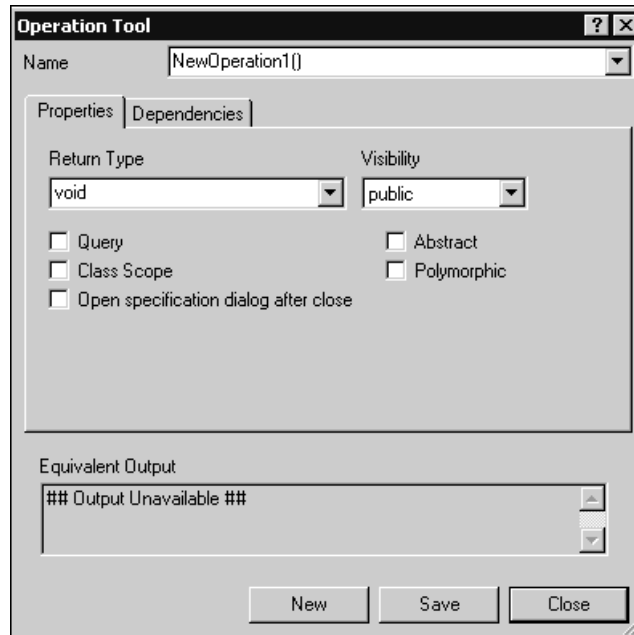 Operation Tool
Name NewOperation1()
Properties Dependencies
Return Type Visibility
void public
Query Abstract
Class Scope Polymorphic
Open specification dialog after close
Equivalent Output
## Output Unavailable ##
New Save Close